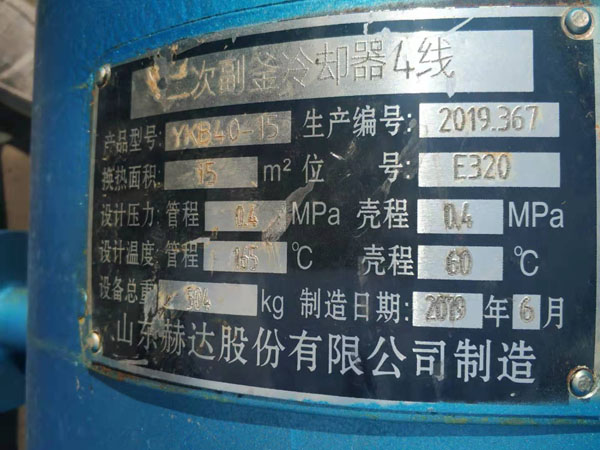 二次副釜冷却器4线
产品型号: YKB40-15 生产编号: 2019.367
换热面积: 15 m² 位 号: E320
设计压力: 管程 0.4 MPa 壳程 0.4 MPa
设计温度: 管程 165 °C 壳程 60 °C
设备总重 504 kg 制造日期: 2019 年 6 月
山东赫达股份有限公司制造